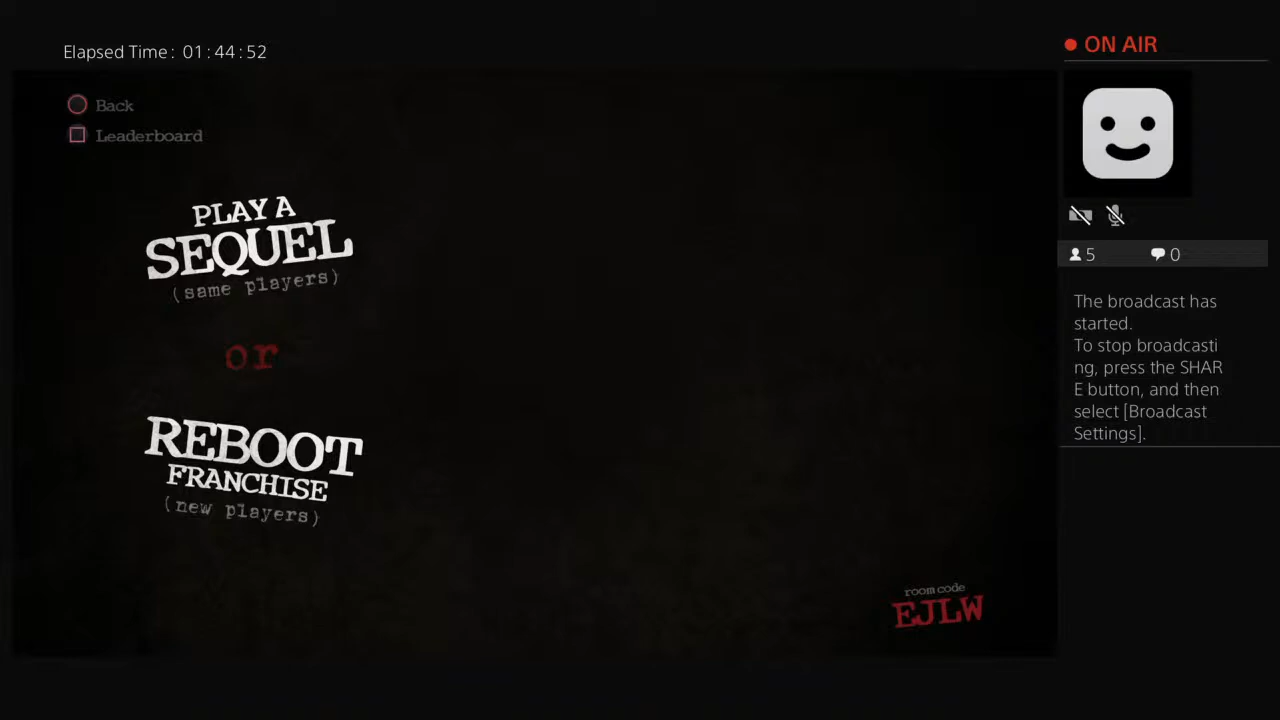 Elapsed Time: 01:44:52
ON AIR
Back
Leaderboard
PLAY A
SEQUEL
(same players)
or
REBOOT
FRANCHISE
(new players)
room code
EJLW
5 0
The broadcast has
started.
To stop broadcasti
ng, press the SHAR
E button, and then
select [Broadcast
Settings].